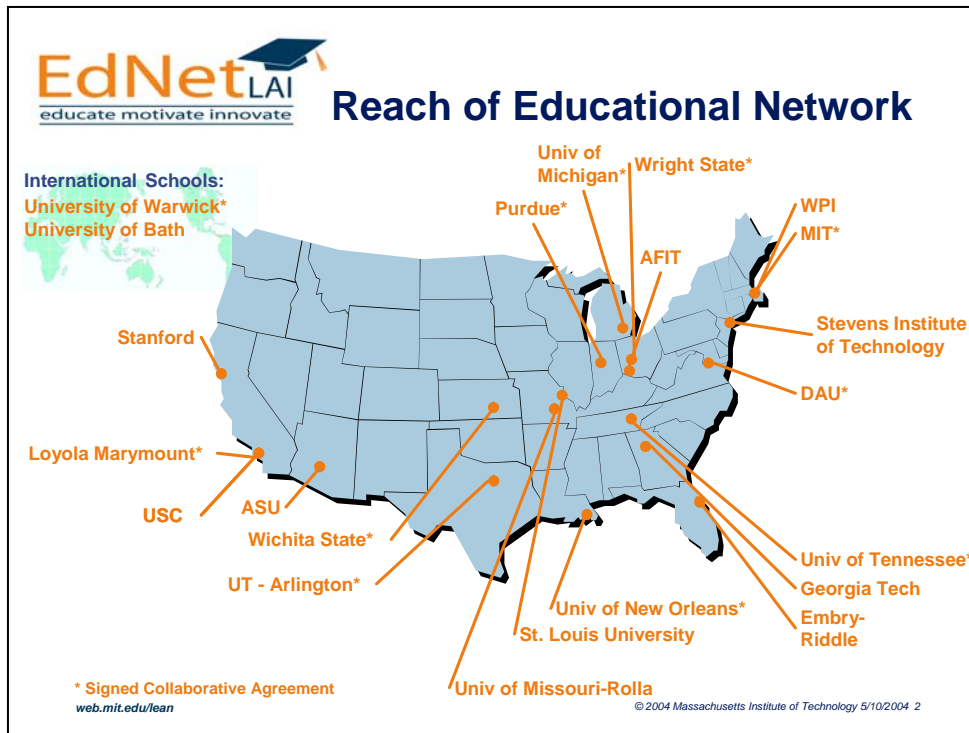 EdNet LAI
educate motivate innovate
Reach of Educational Network
International Schools:
University of Warwick*
University of Bath
Univ of
Michigan*
Wright State*
Purdue*
AFIT
WPI
MIT*
Stanford
Stevens Institute
of Technology
DAU*
Loyola Marymount*
USC
ASU
Wichita State*
UT - Arlington*
Univ of Tennessee*
Georgia Tech
Embry-
Riddle
Univ of New Orleans*
St. Louis University
Univ of Missouri-Rolla
* Signed Collaborative Agreement
web.mit.edu/lean
© 2004 Massachusetts Institute of Technology 5/10/2004 2